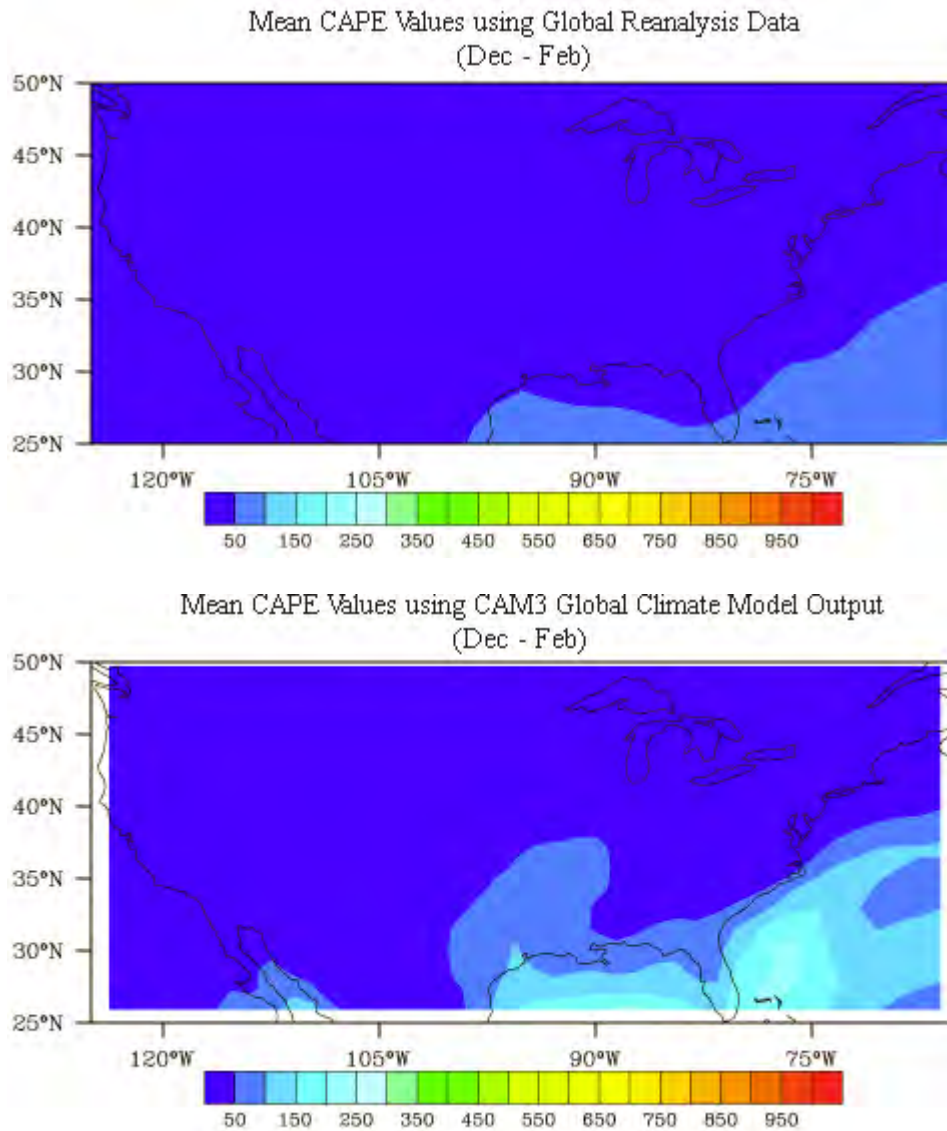 Mean CAPE Values using Global Reanalysis Data
(Dec - Feb)
50°N
45°N
40°N
35°N
30°N
25°N
120°W 105°W 90°W 75°W
50 150 250 350 450 550 650 750 850 950
Mean CAPE Values using CAM3 Global Climate Model Output
(Dec - Feb)
50°N
45°N
40°N
35°N
30°N
25°N
120°W 105°W 90°W 75°W
50 150 250 350 450 550 650 750 850 950